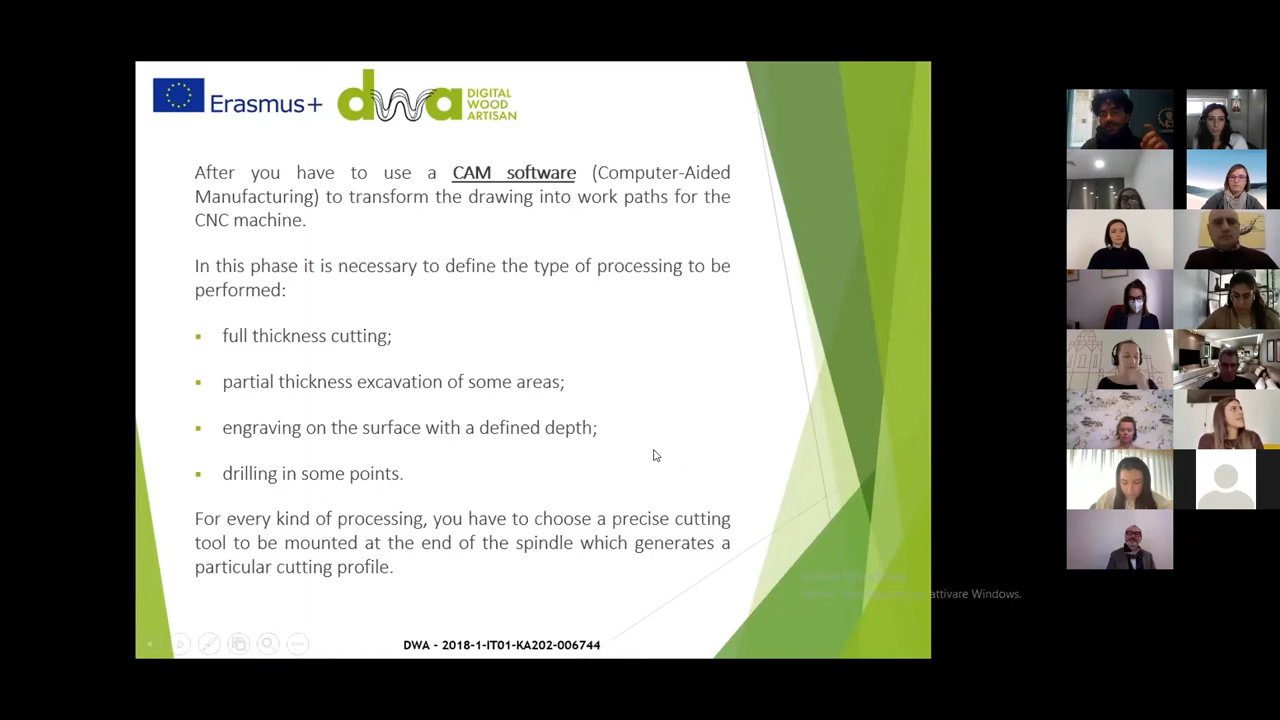 Erasmus+
dwa
DIGITAL
WOOD
ARTISAN
After you have to use a CAM software (Computer-Aided
Manufacturing) to transform the drawing into work paths for the
CNC machine.
In this phase it is necessary to define the type of processing to be
performed:
full thickness cutting;
partial thickness excavation of some areas;
engraving on the surface with a defined depth;
drilling in some points.
For every kind of processing, you have to choose a precise cutting
tool to be mounted at the end of the spindle which generates a
particular cutting profile.
attivare Windows.
DWA - 2018-1-IT01-KA202-006744